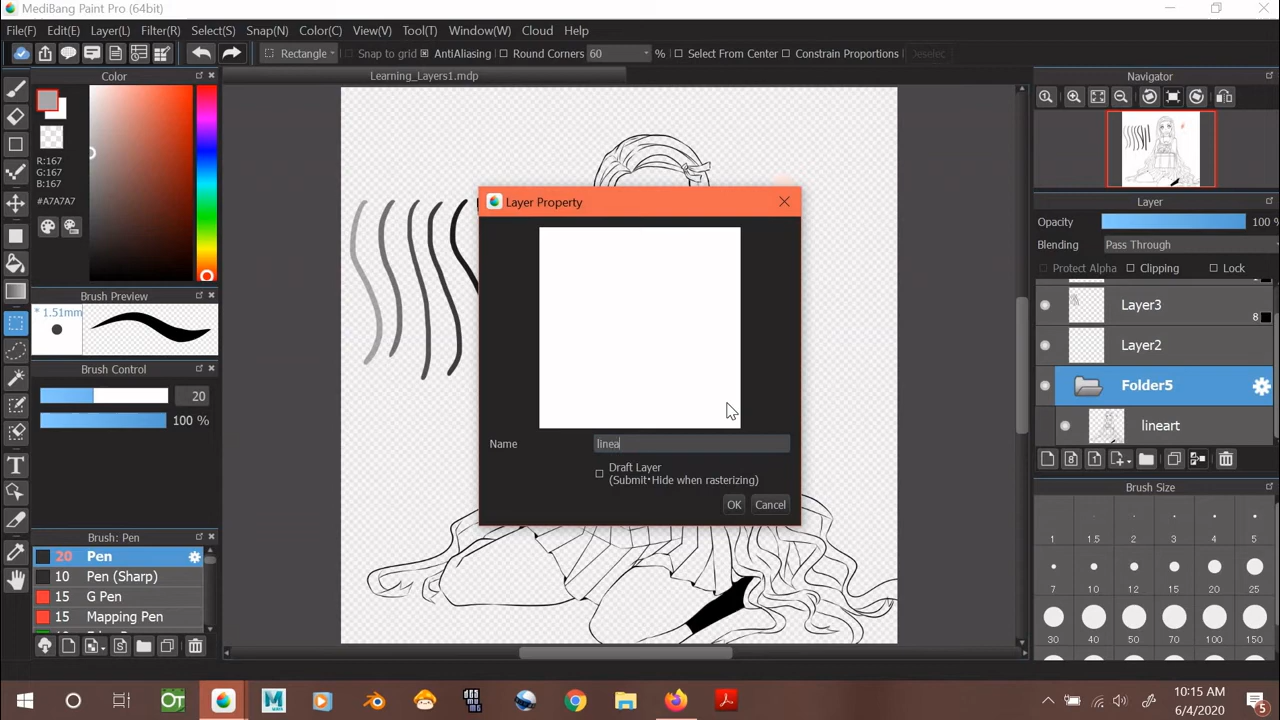 MediBang Paint Pro (64bit)
File(F) Edit(E) Layer(L) Filter(R) Select(S) Snap(N) Color(C) View(V) Tool(T) Window(W) Cloud Help
Rectangle Snap to grid AntiAliasing Round Corners 60 % Select From Center Constrain Proportions Deselect
Color
Learning_Layers1.mdp
Navigator
R:167
G:167
B:167
#A7A7A7
Layer Property
Layer
Opacity 100 %
Blending Pass Through
Protect Alpha Clipping Lock
Brush Preview
* 1.51mm
Layer3
8
Layer2
Brush Control
20
100 %
Folder5
lineart
Name linea
Draft Layer
(Submit・Hide when rasterizing)
OK Cancel
8 1
Brush Size
1 1.5 2 3 4 5
7 10 12 15 20 25
30 40 50 70 100 150
Brush: Pen
20 Pen
10 Pen (Sharp)
15 G Pen
15 Mapping Pen
OT
10:15 AM
6/4/2020
5